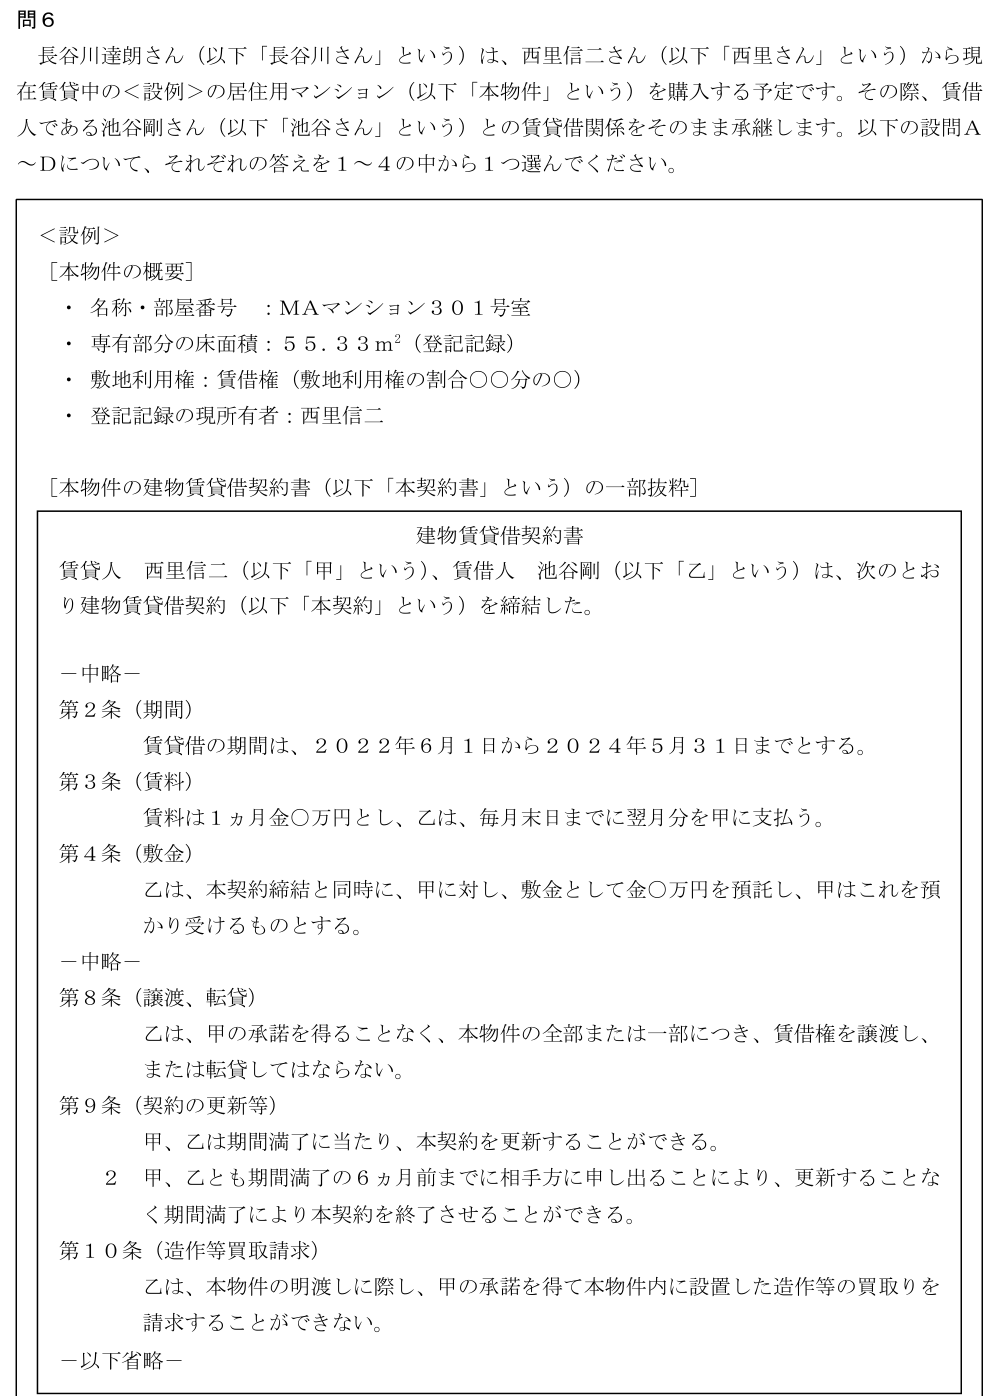 問６
　長谷川達朗さん（以下「長谷川さん」という）は、西里信二さん（以下「西里さん」という）から現
在賃貸中の＜設例＞の居住用マンション（以下「本物件」という）を購入する予定です。その際、賃借
人である池谷剛さん（以下「池谷さん」という）との賃貸借関係をそのまま承継します。以下の設問Ａ
～Ｄについて、それぞれの答えを１～４の中から１つ選んでください。
＜設例＞
［本物件の概要］
・　名称・部屋番号　：ＭＡマンション３０１号室
・　専有部分の床面積：５５.３３m²（登記記録）
・　敷地利用権：賃借権（敷地利用権の割合〇〇分の〇）
・　登記記録の現所有者：西里信二
［本物件の建物賃貸借契約書（以下「本契約書」という）の一部抜粋］
建物賃貸借契約書
賃貸人　西里信二（以下「甲」という）、賃借人　池谷剛（以下「乙」という）は、次のとお
り建物賃貸借契約（以下「本契約」という）を締結した。
－中略－
第２条（期間）
賃貸借の期間は、２０２２年６月１日から２０２４年５月３１日までとする。
第３条（賃料）
賃料は１ヵ月金〇万円とし、乙は、毎月末日までに翌月分を甲に支払う。
第４条（敷金）
乙は、本契約締結と同時に、甲に対し、敷金として金〇万円を預託し、甲はこれを預
かり受けるものとする。
－中略－
第８条（譲渡、転貸）
乙は、甲の承諾を得ることなく、本物件の全部または一部につき、賃借権を譲渡し、
または転貸してはならない。
第９条（契約の更新等）
甲、乙は期間満了に当たり、本契約を更新することができる。
２　甲、乙とも期間満了の６ヵ月前までに相手方に申し出ることにより、更新することな
く期間満了により本契約を終了させることができる。
第１０条（造作等買取請求）
乙は、本物件の明渡しに際し、甲の承諾を得て本物件内に設置した造作等の買取りを
請求することができない。
－以下省略－